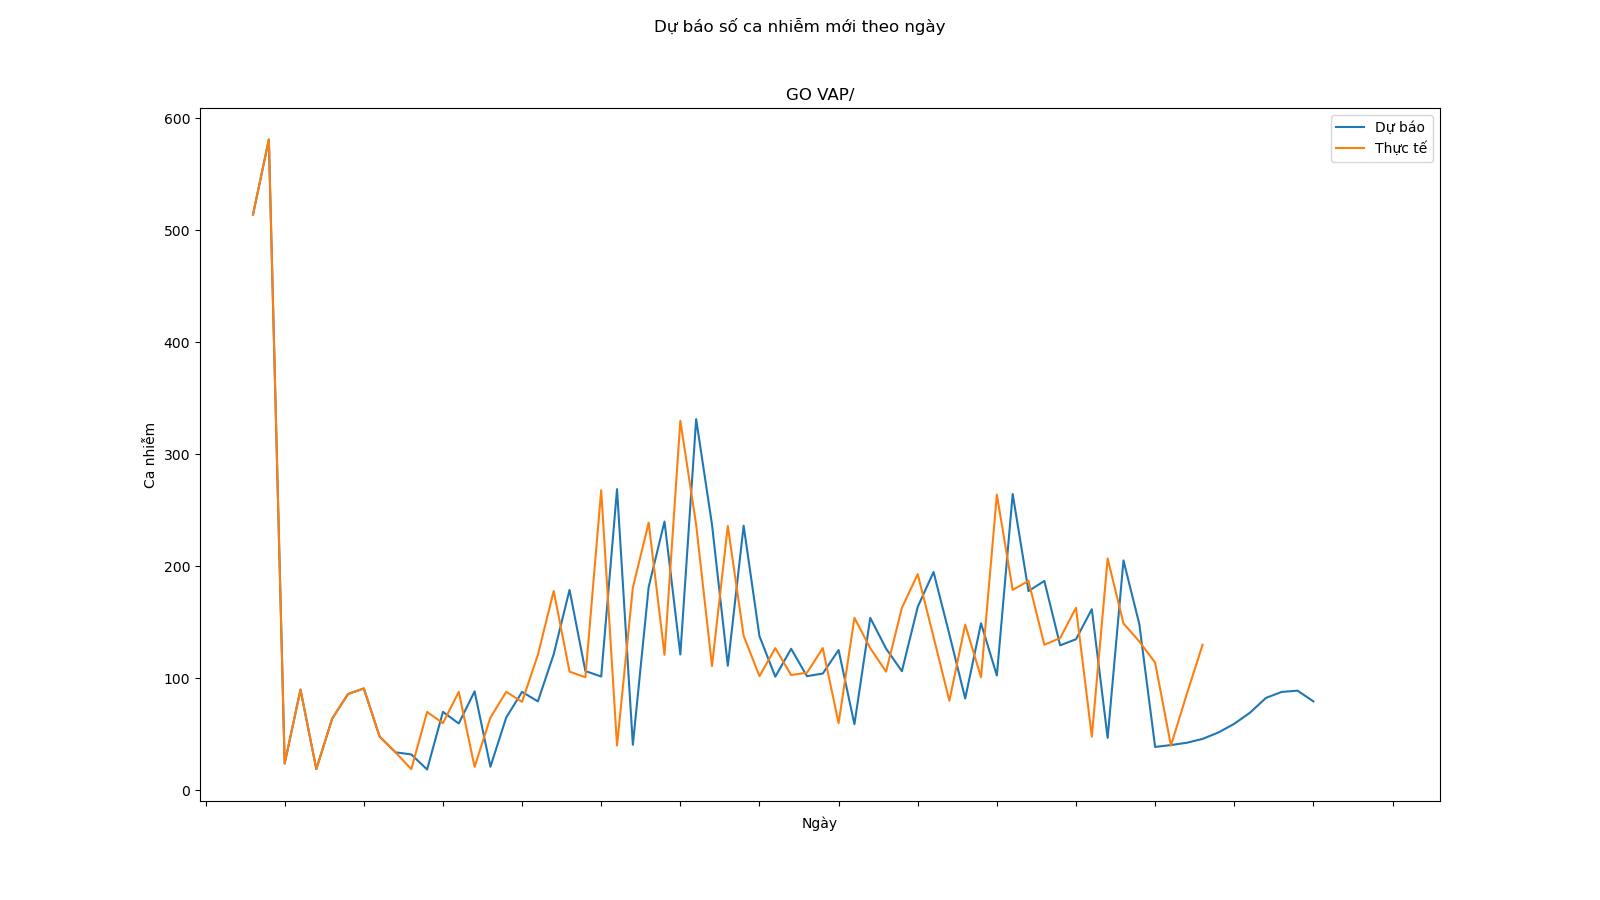 Dự báo số ca nhiễm mới theo ngày
GO VAP/
Dự báo
Thực tế
600
500
400
300
200
100
0
Ca nhiễm
Ngày